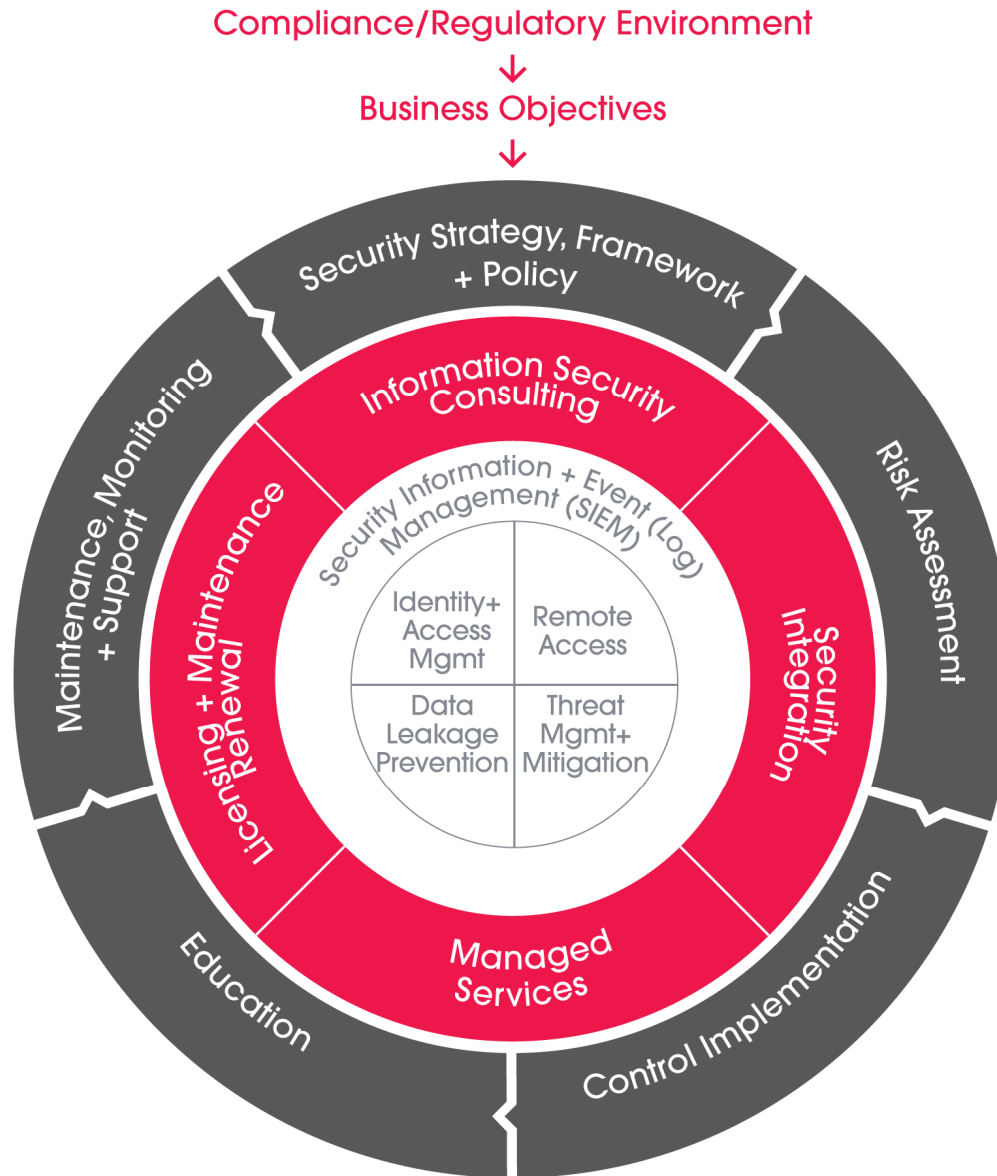 Compliance/Regulatory Environment
Business Objectives
Security Strategy, Framework
+ Policy
Risk Assessment
Control Implementation
Education
Maintenance, Monitoring
+ Support
Information Security
Consulting
Security
Integration
Managed
Services
Licensing + Maintenance
Renewal
Security Information + Event (Log)
Management (SIEM)
Identity+
Access
Mgmt
Remote
Access
Data
Leakage
Prevention
Threat
Mgmt+
Mitigation